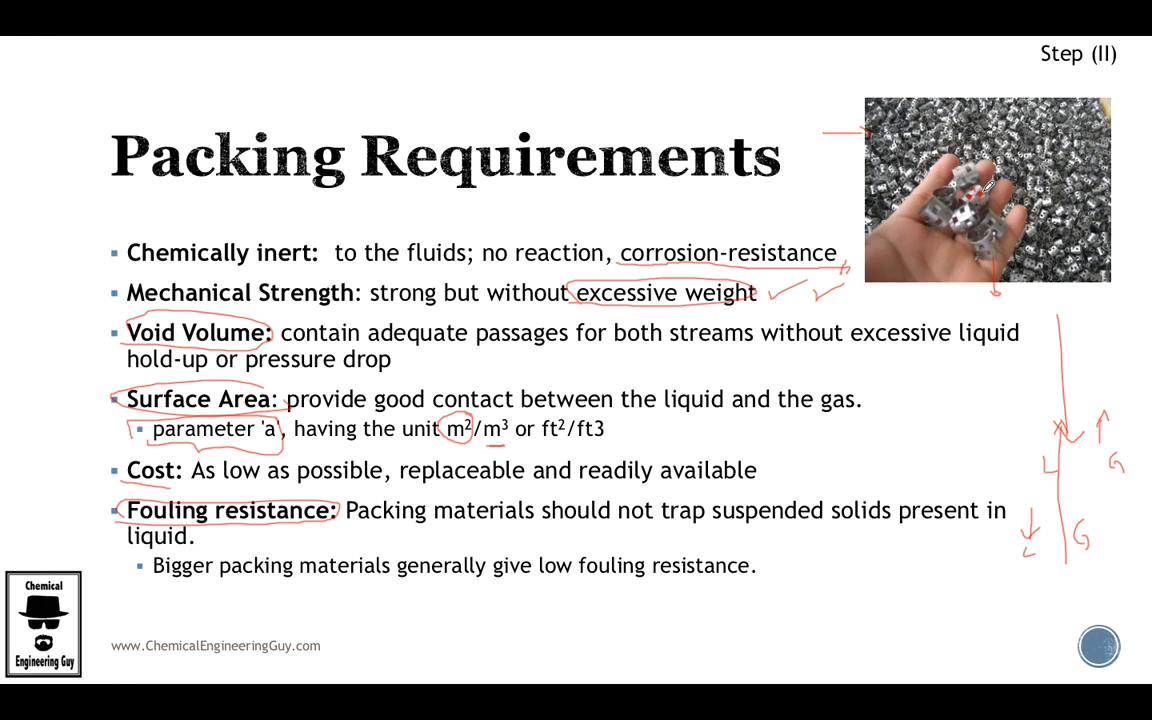 Step (II)
Packing Requirements
▪ Chemically inert: to the fluids; no reaction, corrosion-resistance
▪ Mechanical Strength: strong but without excessive weight
▪ Void Volume: contain adequate passages for both streams without excessive liquid
hold-up or pressure drop
▪ Surface Area: provide good contact between the liquid and the gas.
▪ parameter 'a', having the unit m²/m³ or ft²/ft3
▪ Cost: As low as possible, replaceable and readily available
▪ Fouling resistance: Packing materials should not trap suspended solids present in
liquid.
▪ Bigger packing materials generally give low fouling resistance.
L
G
G
L
Chemical
Engineering Guy
www.ChemicalEngineeringGuy.com